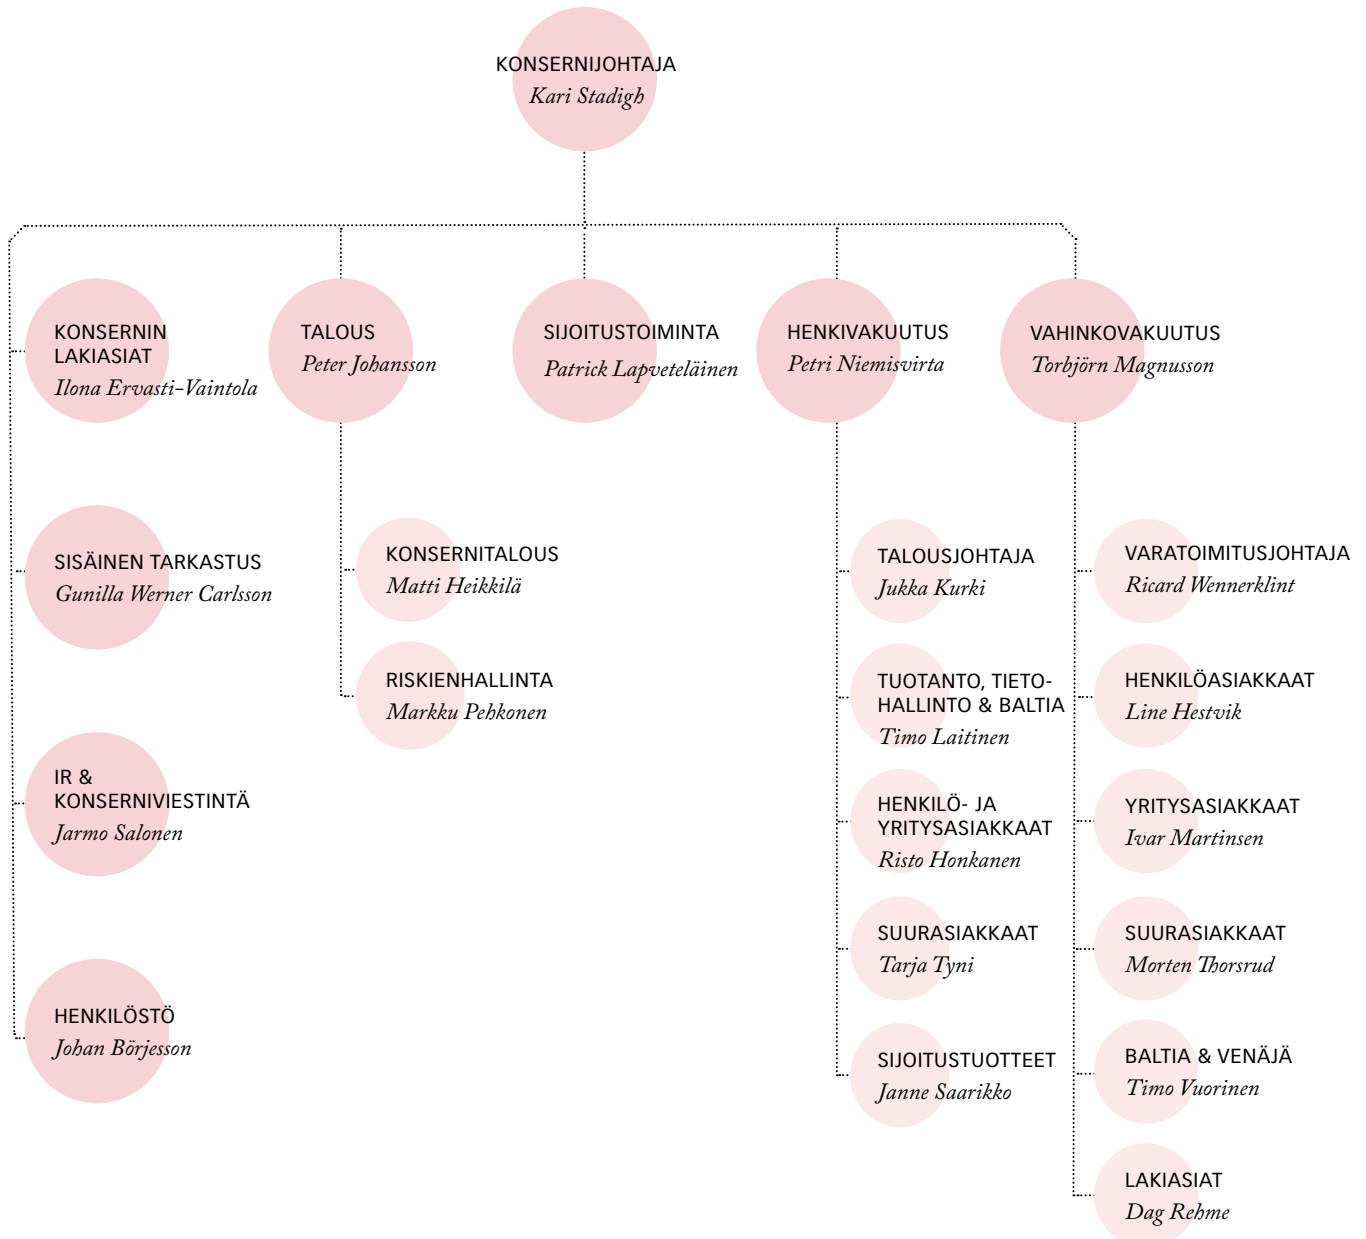 KONSERNIJOHTAJA
Kari Stadigh
KONSERNIN
LAKIASIAT
Ilona Ervasti-Vaintola
TALOUS
Peter Johansson
SIJOITUSTOIMINTA
Patrick Lapveteläinen
HENKIVAKUUTUS
Petri Niemisvirta
VAHINKOVAKUUTUS
Torbjörn Magnusson
SISÄINEN TARKASTUS
Gunilla Werner Carlsson
IR &
KONSERNIVIESTINTÄ
Jarmo Salonen
HENKILÖSTÖ
Johan Börjesson
KONSERNITALOUS
Matti Heikkilä
RISKIENHALLINTA
Markku Pehkonen
TALOUSJOHTAJA
Jukka Kurki
TUOTANTO, TIETO-
HALLINTO & BALTIA
Timo Laitinen
HENKILÖ- JA
YRITYSASIAKKAAT
Risto Honkanen
SUURASIAKKAAT
Tarja Tyni
SIJOITUSTUOTTEET
Janne Saarikko
VARATOIMITUSJOHTAJA
Ricard Wennerklint
HENKILÖASIAKKAAT
Line Hestvik
YRITYSASIAKKAAT
Ivar Martinsen
SUURASIAKKAAT
Morten Thorsrud
BALTIA & VENÄJÄ
Timo Vuorinen
LAKIASIAT
Dag Rehme